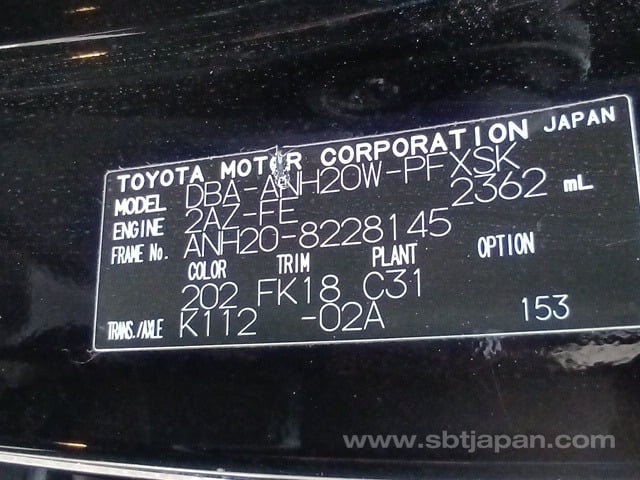 TOYOTA MOTOR CORPORATION JAPAN
MODEL DBA-ANH20W-PFXSK
ENGINE 2AZ-FE 2362 mL
FRAME No. ANH20-8228145
COLOR TRIM PLANT OPTION
202 FK18 C31
TRANS./AXLE K112 -02A 153
www.sbtjapan.com